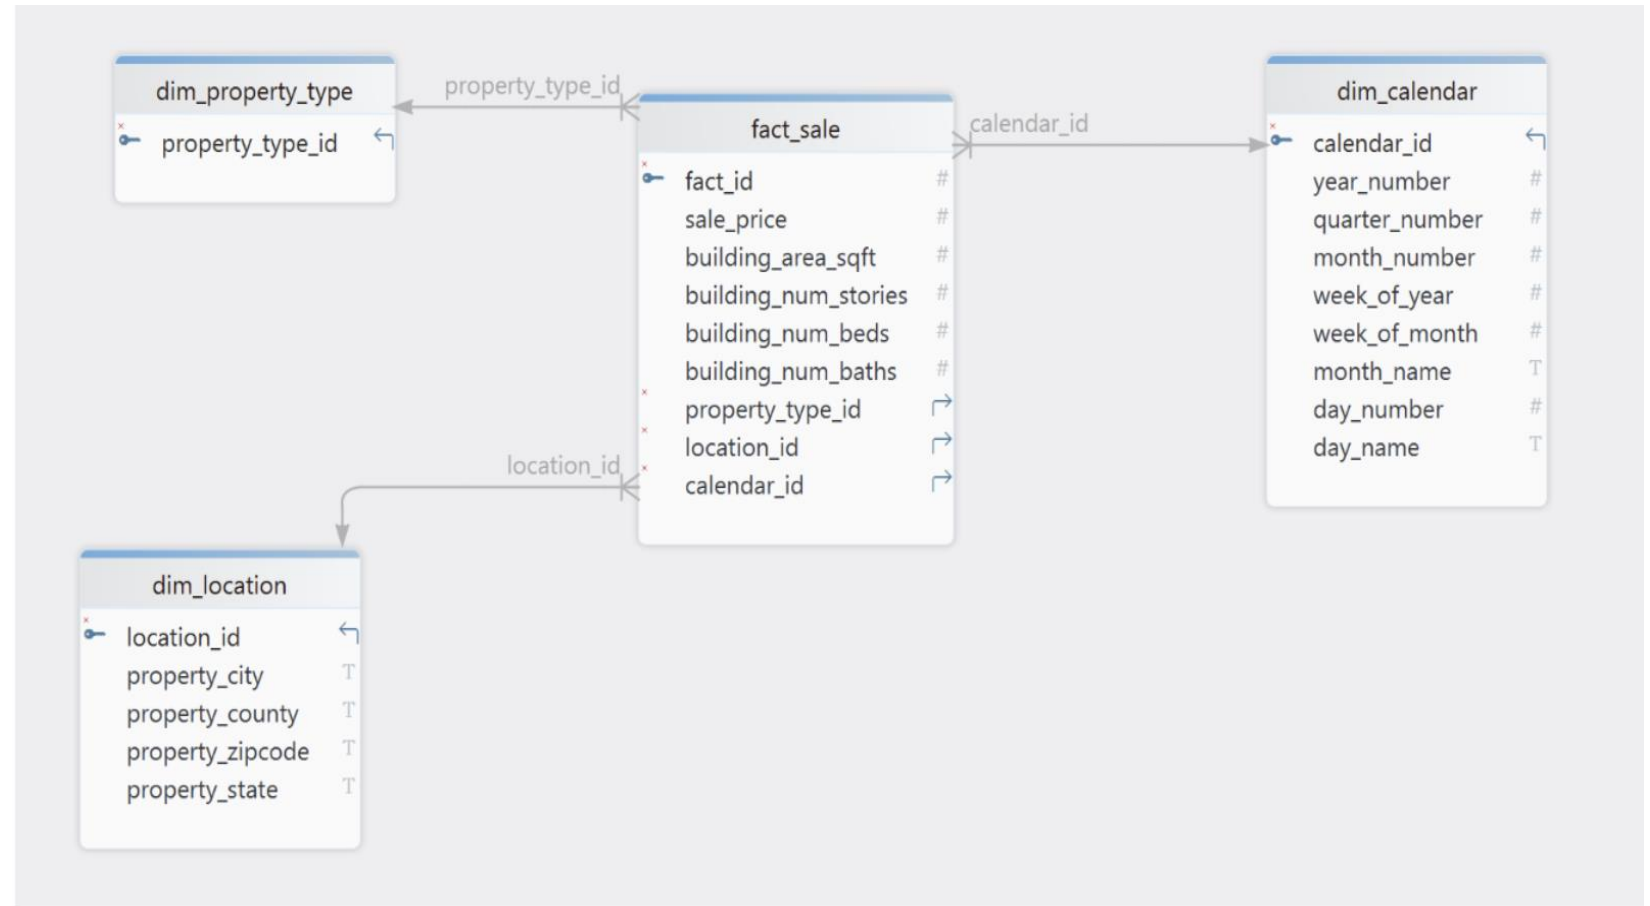 dim_property_type
property_type_id
property_type_id
fact_sale
fact_id #
sale_price #
building_area_sqft #
building_num_stories #
building_num_beds #
building_num_baths #
property_type_id
location_id
calendar_id
calendar_id
dim_calendar
calendar_id
year_number #
quarter_number #
month_number #
week_of_year #
week_of_month #
month_name T
day_number #
day_name T
location_id
dim_location
location_id
property_city T
property_county T
property_zipcode T
property_state T